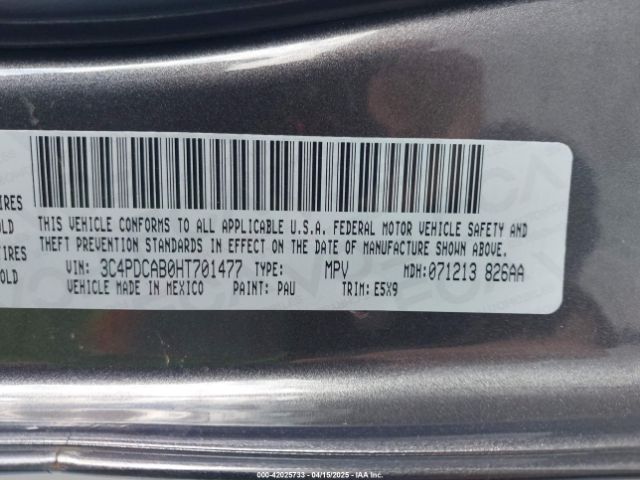 IRES
OLD
TIRES
OLD
THIS VEHICLE CONFORMS TO ALL APPLICABLE U.S.A. FEDERAL MOTOR VEHICLE SAFETY AND
THEFT PREVENTION STANDARDS IN EFFECT ON THE DATE OF MANUFACTURE SHOWN ABOVE.
VIN: 3C4PDCAB0HT701477 TYPE: MPV MDH:071213 826AA
VEHICLE MADE IN MEXICO PAINT: PAU TRIM: E5X9
000-42025733 - 04/15/2025 - IAA Inc.